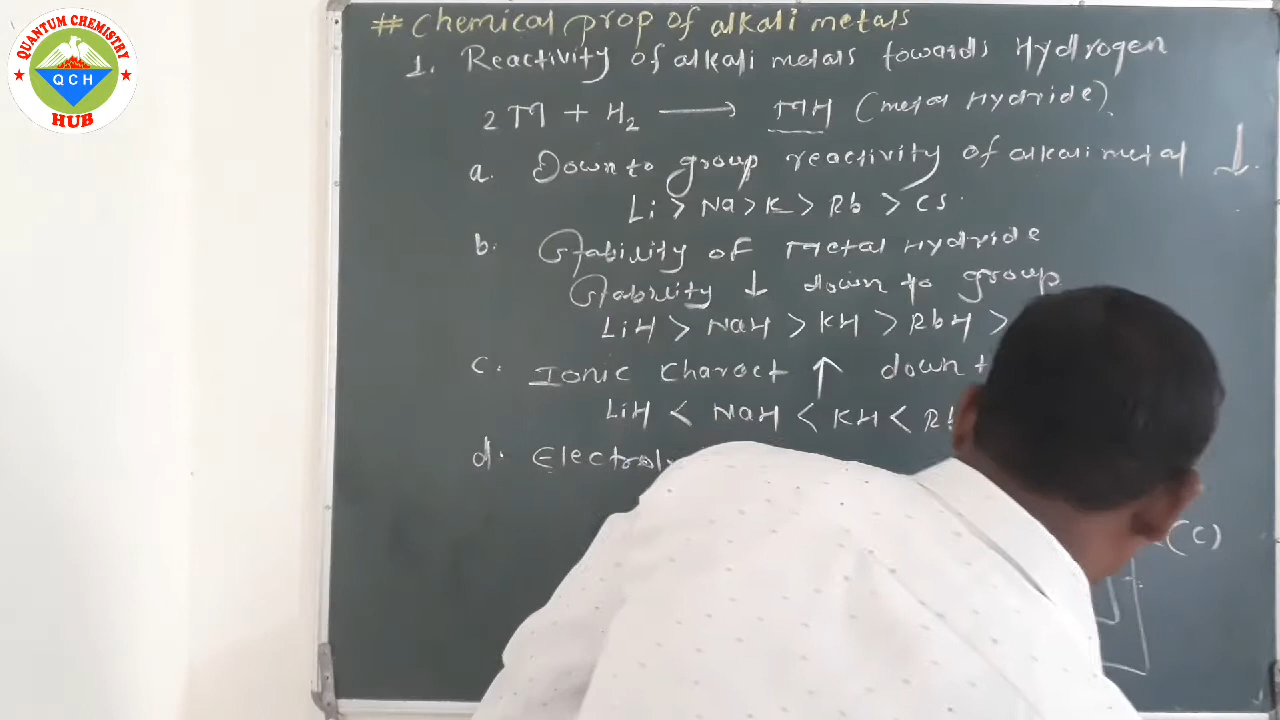 QUANTUM CHEMISTRY
QCH
HUB
# Chemical prop of alkali metals
1. Reactivity of alkali metals towards Hydrogen
2M + H2 ⟶ MH (metal Hydride).
a. Down to group reactivity of alkali metal ↓.
Li > Na > K > Rb > Cs.
b. Stability of Metal Hydride
Stability ↓ down to group
LiH > NaH > KH > RbH >
c. Ionic Charact ↑ down
LiH < NaH < KH <
d.
(C)